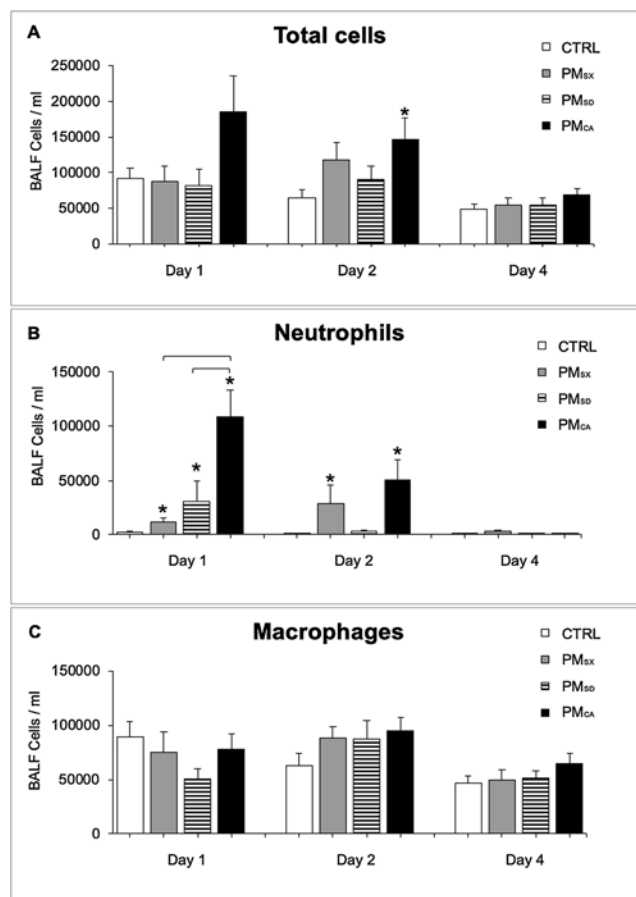 A
Total cells
CTRL
PMSX
PMSD
PMCA
BALF Cells / ml
250000
200000
150000
100000
50000
0
*
Day 1
Day 2
Day 4
B
Neutrophils
CTRL
PMSX
PMSD
PMCA
BALF Cells / ml
150000
100000
50000
0
*
*
*
*
*
Day 1
Day 2
Day 4
C
Macrophages
CTRL
PMSX
PMSD
PMCA
BALF Cells / ml
150000
100000
50000
0
Day 1
Day 2
Day 4